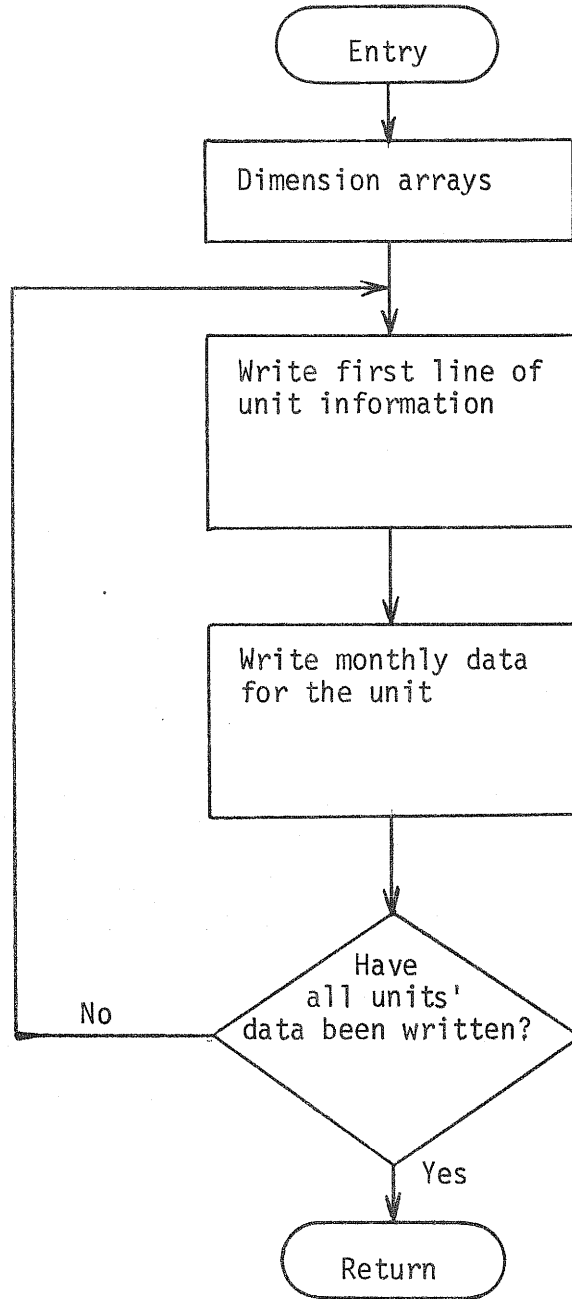 Entry
Dimension arrays
Write first line of
unit information
Write monthly data
for the unit
Have
all units'
data been written?
No
Yes
Return